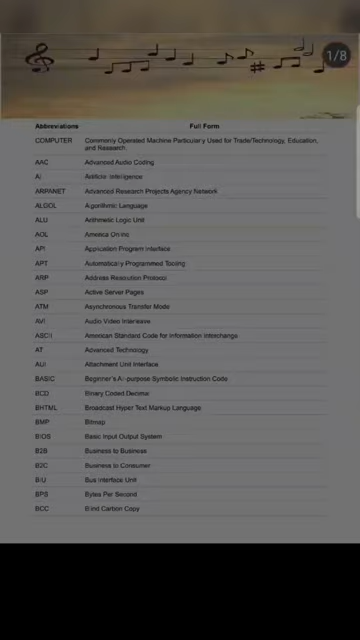 1/8
Abbreviations Full Form
COMPUTER Commonly Operated Machine Particularly Used for Trade/Technology, Education,
and Research.
AAC Advanced Audio Coding
AI Artificial Intelligence
ARPANET Advanced Research Projects Agency Network
ALGOL Algorithmic Language
ALU Arithmetic Logic Unit
AOL America Online
API Application Program Interface
APT Automatically Programmed Tooling
ARP Address Resolution Protocol
ASP Active Server Pages
ATM Asynchronous Transfer Mode
AVI Audio Video Interleave
ASCII American Standard Code for Information Interchange
AT Advanced Technology
AUI Attachment Unit Interface
BASIC Beginner's All-purpose Symbolic Instruction Code
BCD Binary Coded Decimal
BHTML Broadcast Hyper Text Markup Language
BMP Bitmap
BIOS Basic Input Output System
B2B Business to Business
B2C Business to Consumer
BIU Bus Interface Unit
BPS Bytes Per Second
BCC Blind Carbon Copy